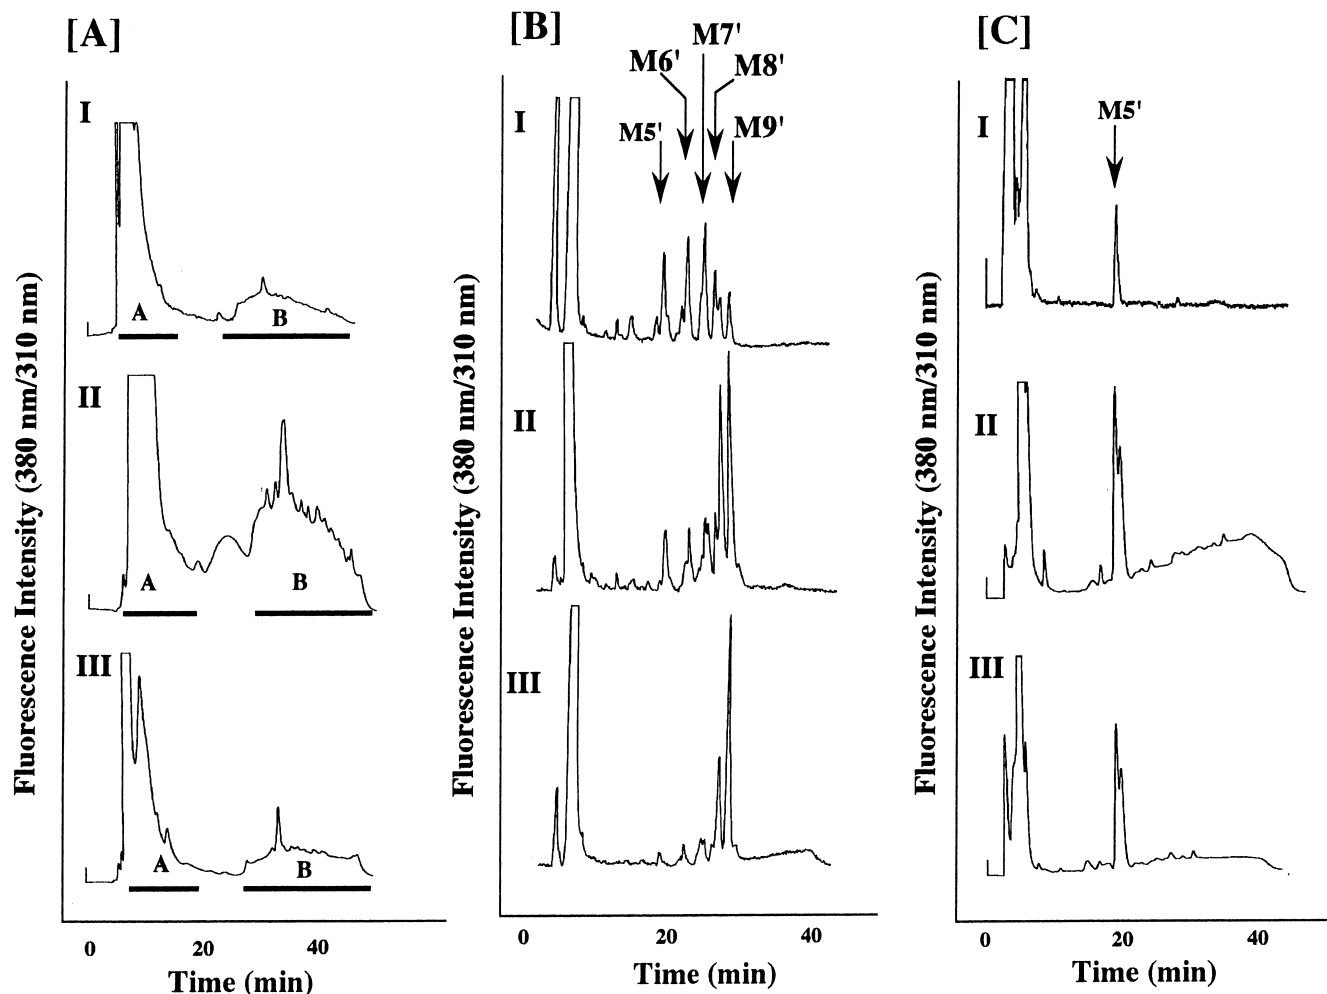 [A]
I
A
B
II
A
B
III
A
B
Fluorescence Intensity (380 nm/310 nm)
0 20 40
Time (min)
[B]
M7'
M6' M8'
M5' M9'
I
II
III
Fluorescence Intensity (380 nm/310 nm)
0 20 40
Time (min)
[C]
M5'
I
II
III
Fluorescence Intensity (380 nm/310 nm)
0 20 40
Time (min)